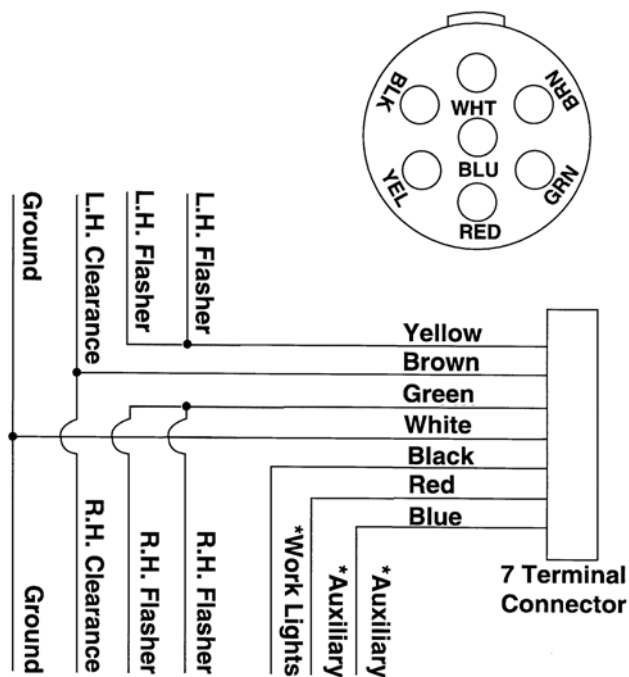 BLK
BRN
WHT
BLU
YEL
GRN
RED
Ground
L.H. Clearance
L.H. Flasher
L.H. Flasher
Yellow
Brown
Green
White
Black
Red
Blue
Ground
R.H. Clearance
R.H. Flasher
R.H. Flasher
*Work Lights
*Auxiliary
*Auxiliary
7 Terminal
Connector